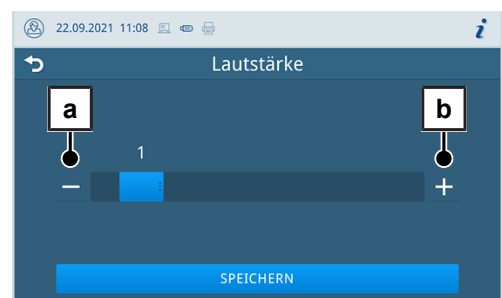 22.09.2021 11:08
i
Lautstärke
a
b
1
− +
SPEICHERN